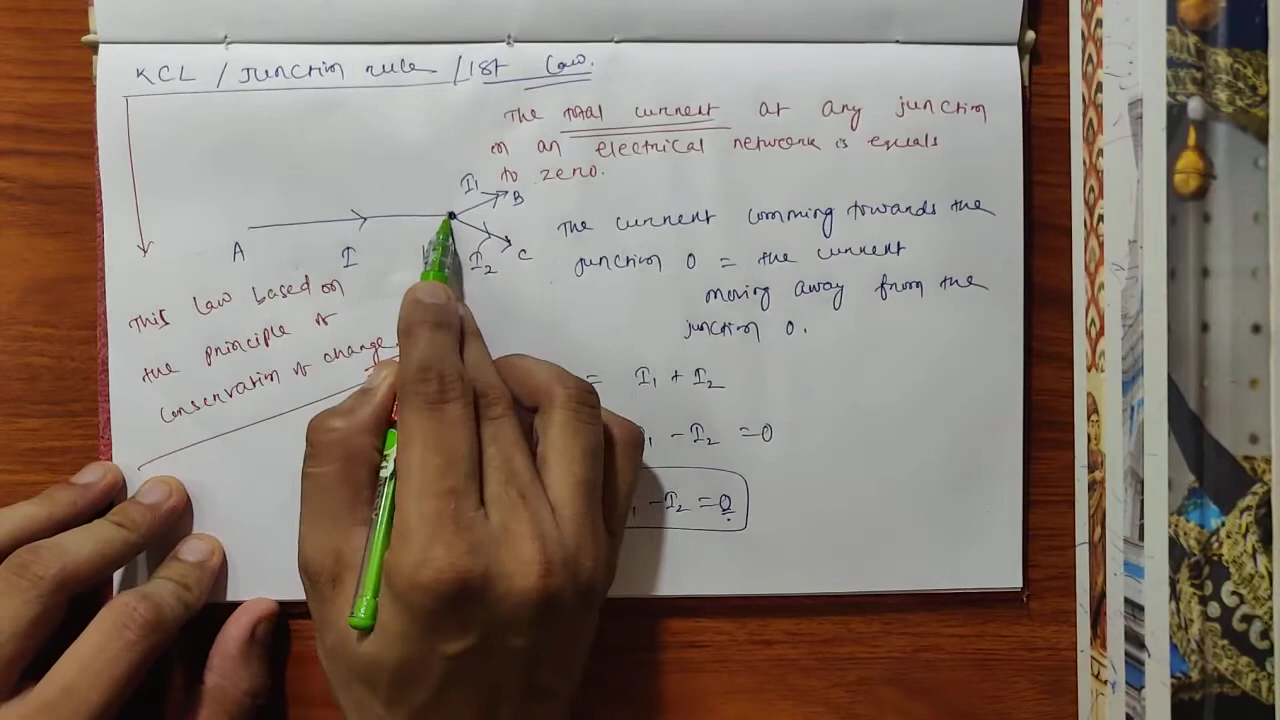 KCL / Junction rule / 1st Law.
The total current at any junction
in an electrical network is equals
to zero.
I1
B
A
I
I2
C
The current comming towards the
junction O = the current
moving away from the
junction O.
This law based on
the principle of
conservation of charge
= I1 + I2
1 - I2 = 0
1 - I2 = 0